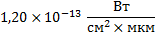 1,20 × 10⁻¹³ Вт / см² × мкм